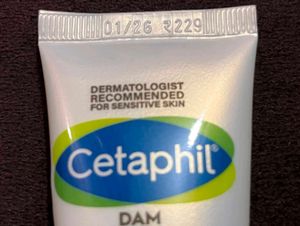 01/26 ₹229
DERMATOLOGIST
RECOMMENDED
FOR SENSITIVE SKIN
Cetaphil®
DAM